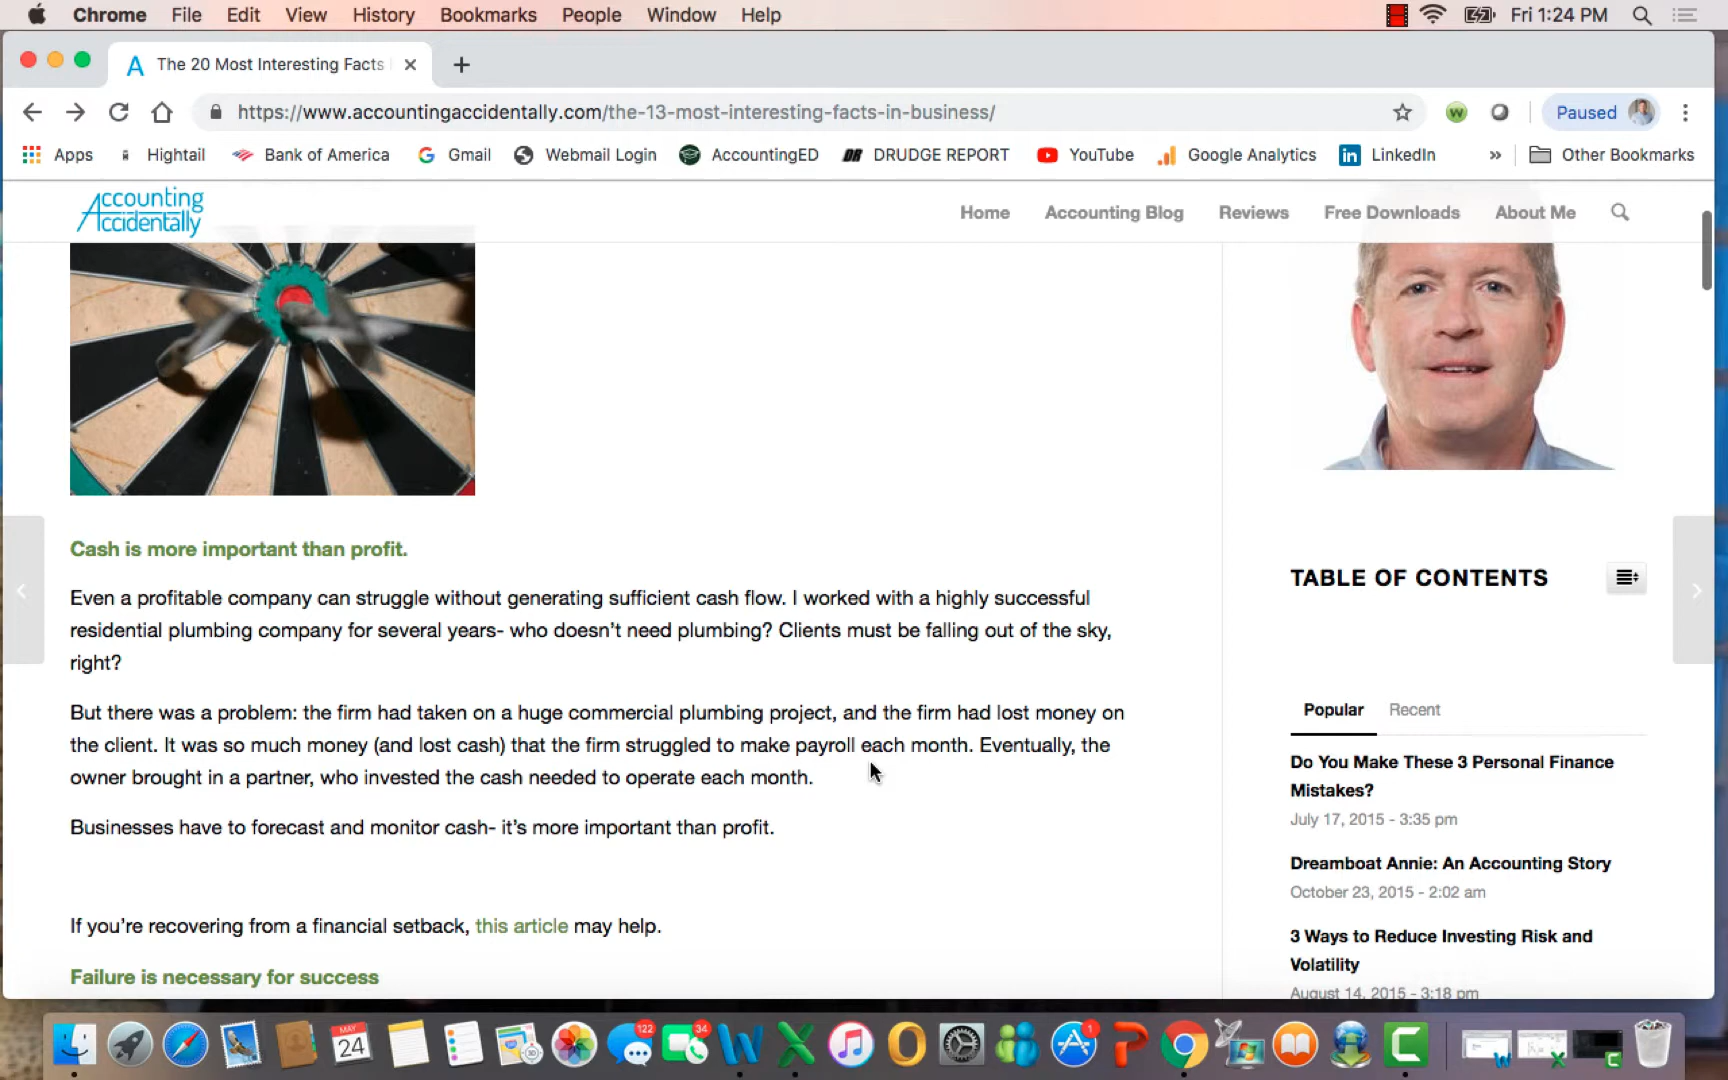 Chrome File Edit View History Bookmarks People Window Help Fri 1:24 PM
A The 20 Most Interesting Facts
https://www.accountingaccidentally.com/the-13-most-interesting-facts-in-business/ w Paused
Apps Hightail Bank of America Gmail Webmail Login AccountingED DR DRUDGE REPORT YouTube Google Analytics in LinkedIn » Other Bookmarks
Accounting
Accidentally
Home Accounting Blog Reviews Free Downloads About Me
Cash is more important than profit.
Even a profitable company can struggle without generating sufficient cash flow. I worked with a highly successful
residential plumbing company for several years- who doesn't need plumbing? Clients must be falling out of the sky,
right?
But there was a problem: the firm had taken on a huge commercial plumbing project, and the firm had lost money on
the client. It was so much money (and lost cash) that the firm struggled to make payroll each month. Eventually, the
owner brought in a partner, who invested the cash needed to operate each month.
Businesses have to forecast and monitor cash- it's more important than profit.
If you're recovering from a financial setback, this article may help.
Failure is necessary for success
TABLE OF CONTENTS
Popular Recent
Do You Make These 3 Personal Finance
Mistakes?
July 17, 2015 - 3:35 pm
Dreamboat Annie: An Accounting Story
October 23, 2015 - 2:02 am
3 Ways to Reduce Investing Risk and
Volatility
August 14, 2015 - 3:18 pm
MAY
24
122
34
1